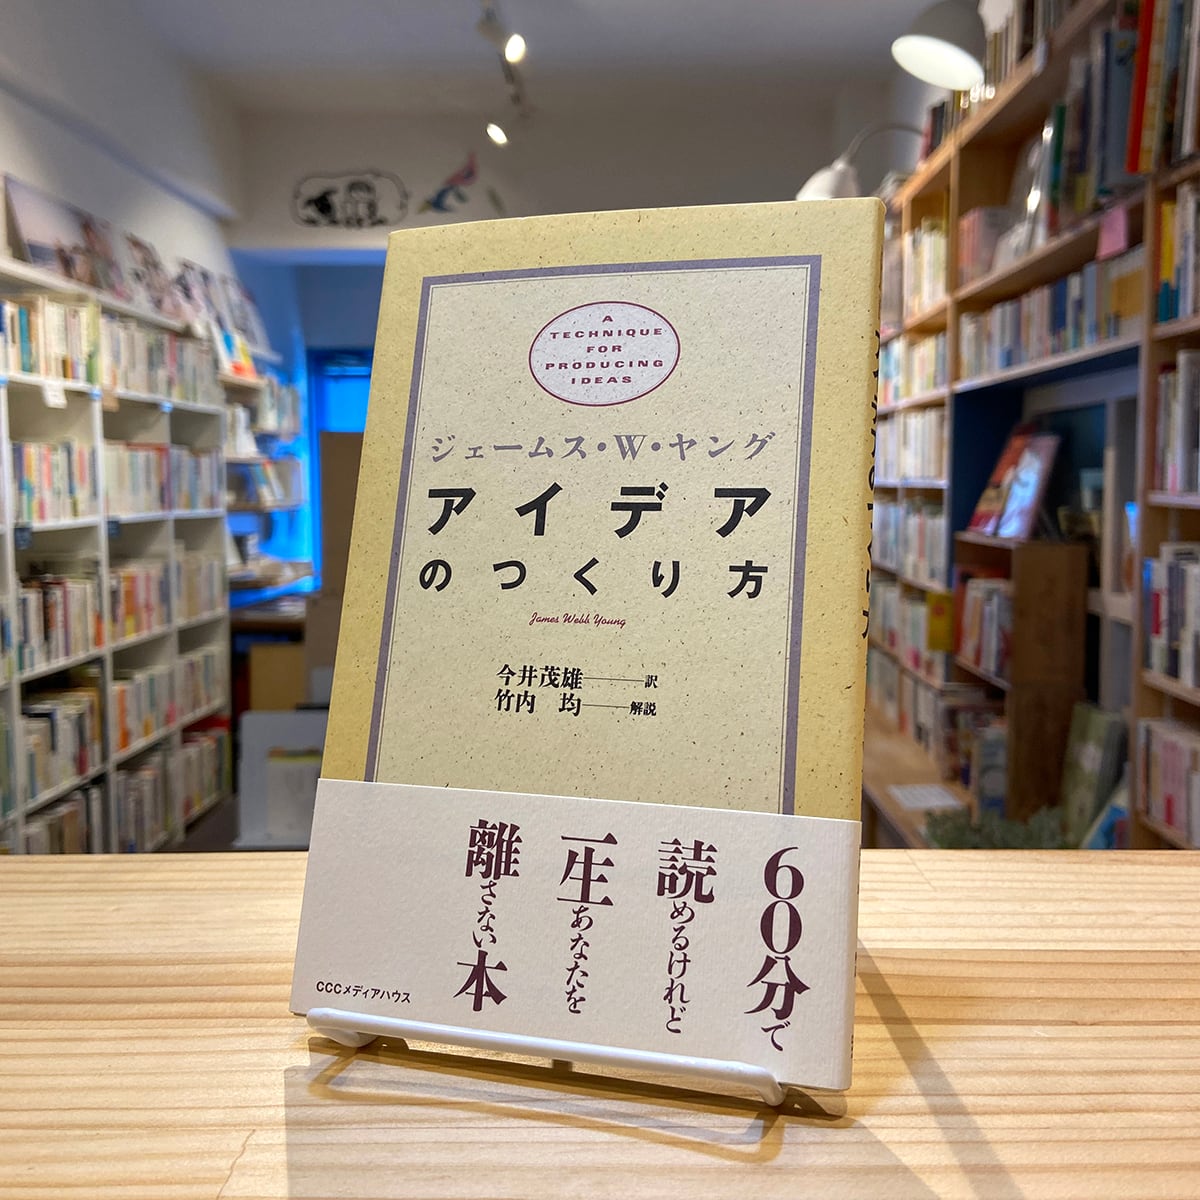 A
TECHNIQUE
FOR
PRODUCING
IDEAS
ジェームス・W・ヤング
アイデア
のつくり方
James Webb Young
今井茂雄——訳
竹内 均——解説
60分で
読めるけれど
一生あなたを
離さない本
CCCメディアハウス